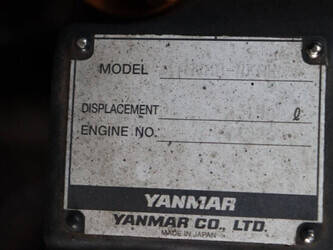 MODEL
DISPLACEMENT ℓ
ENGINE NO.
YANMAR
YANMAR CO., LTD.
MADE IN JAPAN